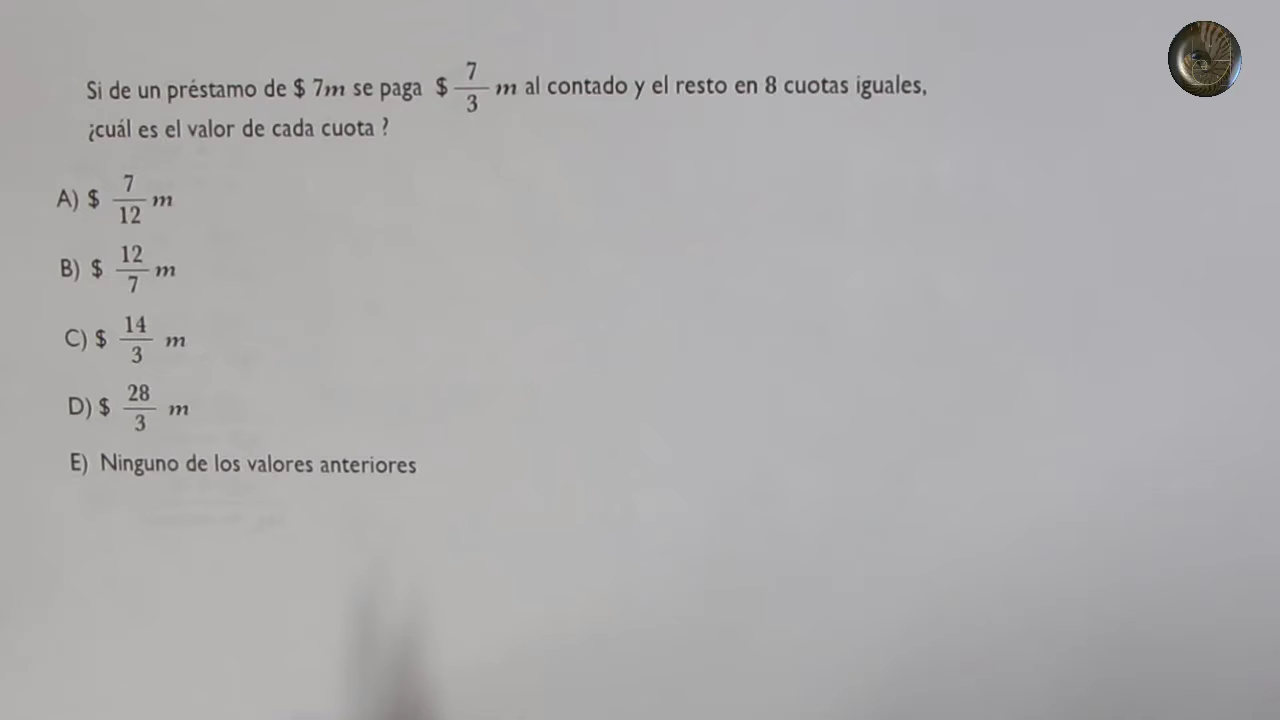 Si de un préstamo de $ 7m se paga $ 7/3 m al contado y el resto en 8 cuotas iguales,
¿cuál es el valor de cada cuota ?
A) $ 7/12 m
B) $ 12/7 m
C) $ 14/3 m
D) $ 28/3 m
E) Ninguno de los valores anteriores